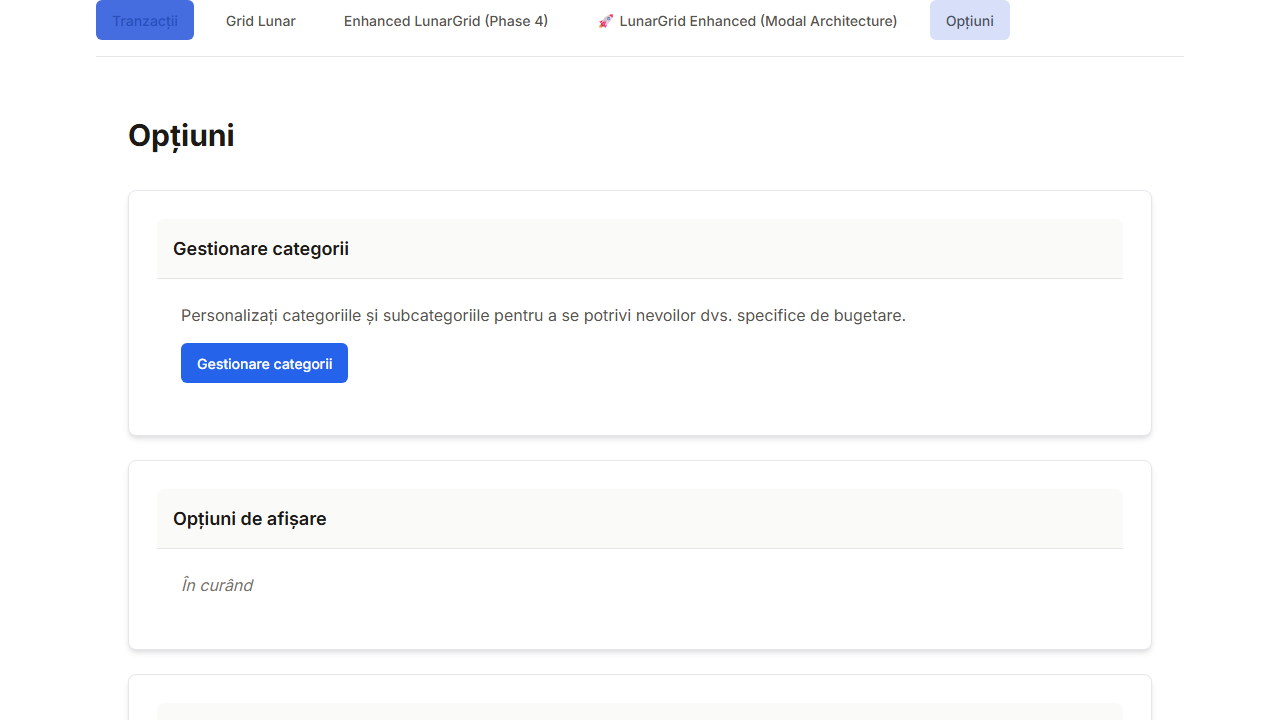 Tranzacții Grid Lunar Enhanced LunarGrid (Phase 4) 🚀 LunarGrid Enhanced (Modal Architecture) Opțiuni
Opțiuni
Gestionare categorii
Personalizați categoriile și subcategoriile pentru a se potrivi nevoilor dvs. specifice de bugetare.
Gestionare categorii
Opțiuni de afișare
În curând